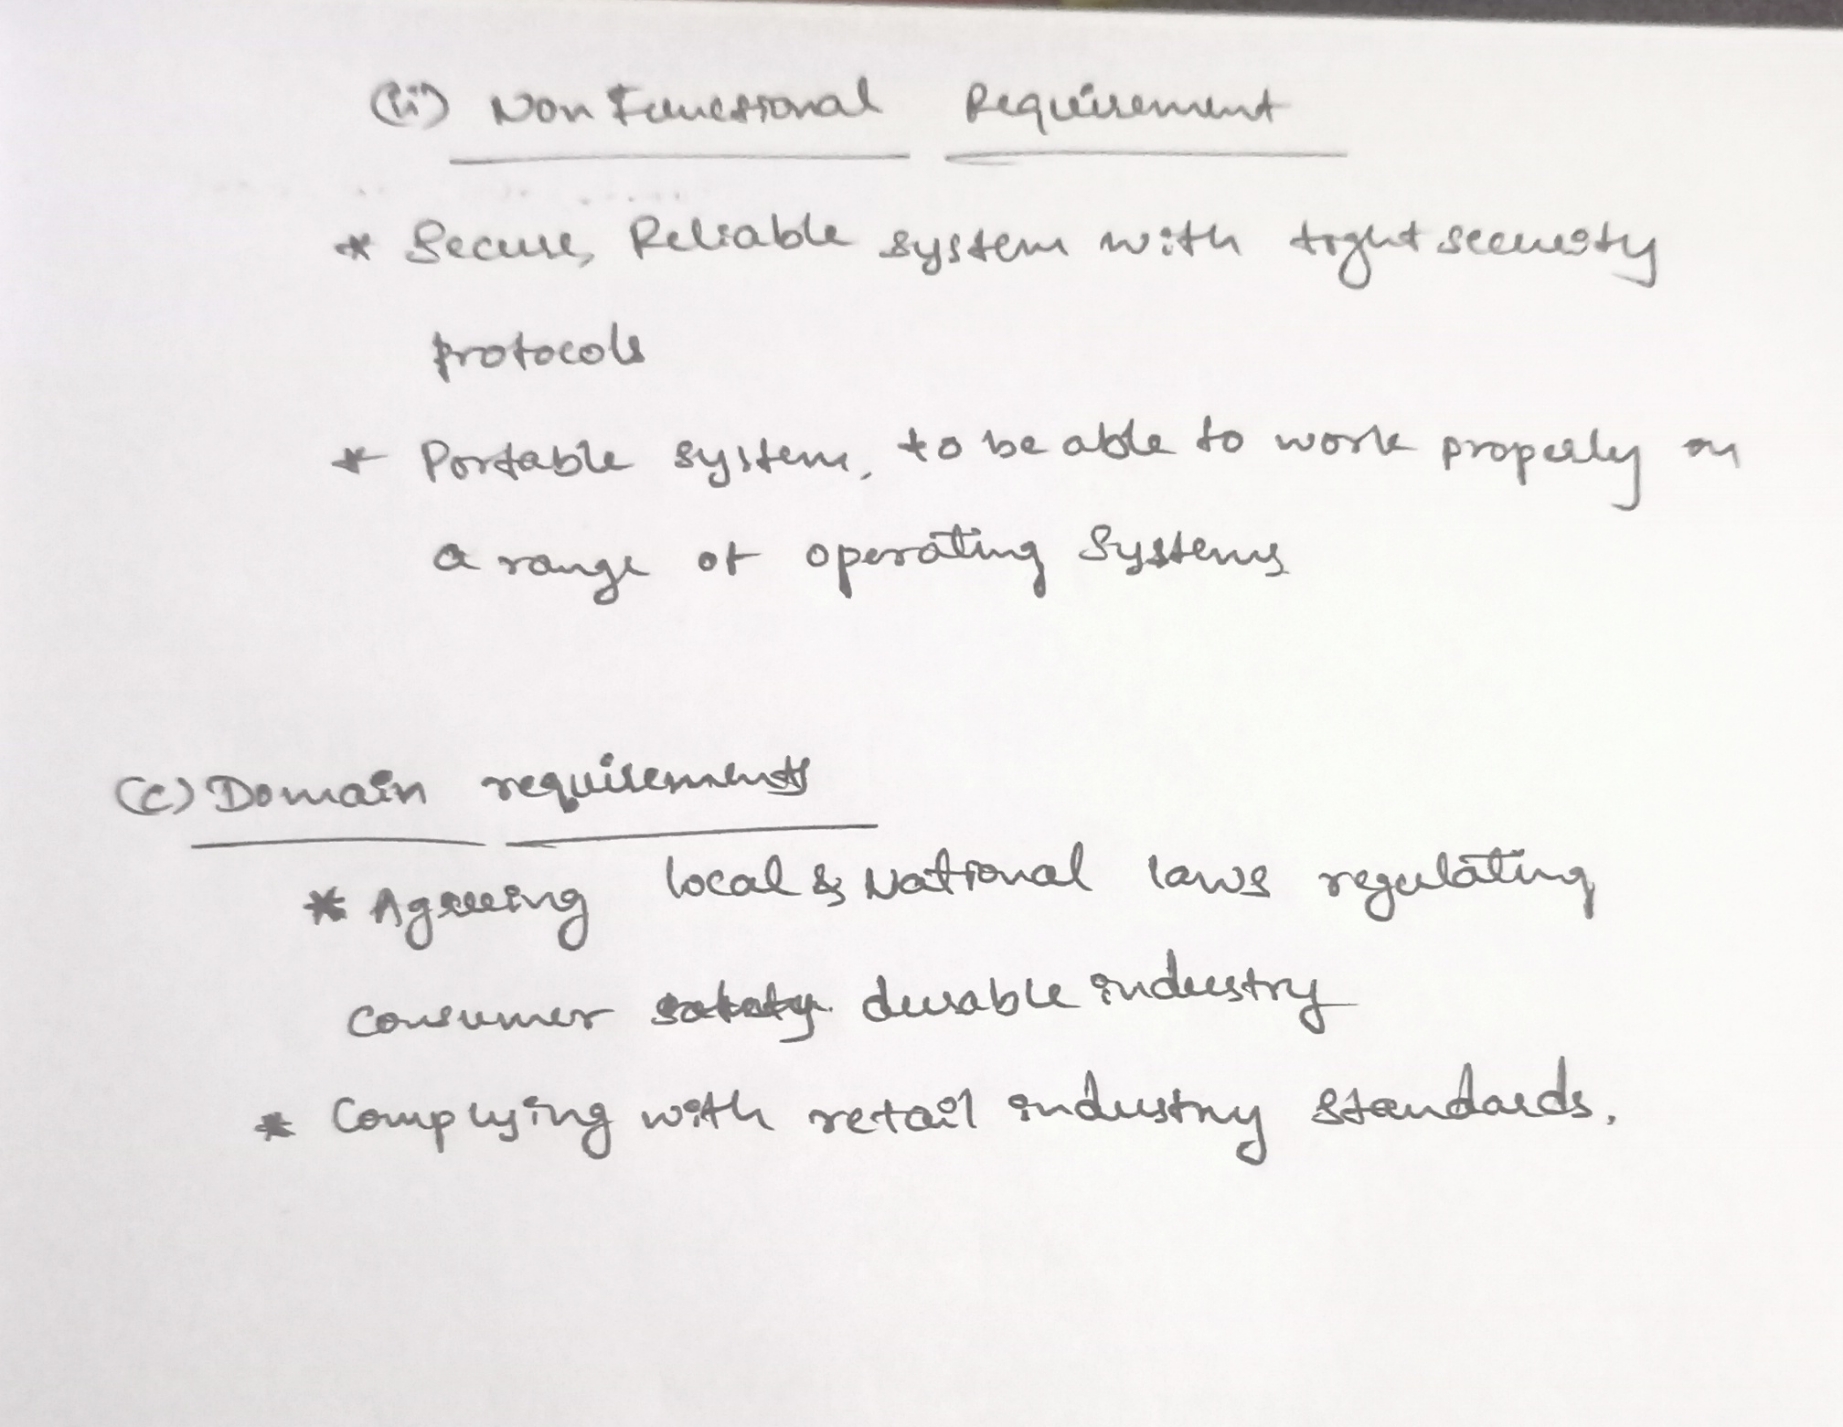 (ii) Non Functional Requirement
* Secure, Reliable system with tight security
protocols
* Portable system, to be able to work properly on
a range of operating Systems
(c) Domain requirements
* Agreeing local & National laws regulating
consumer durable industry
* Complying with retail industry standards.